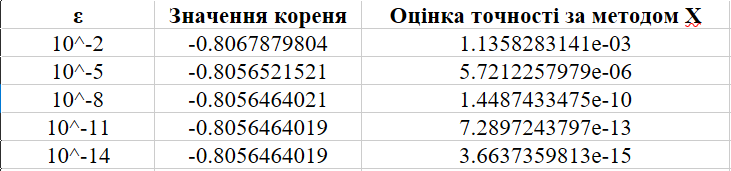 ε Значення кореня Оцінка точності за методом X
10^-2 -0.8067879804 1.1358283141e-03
10^-5 -0.8056521521 5.7212257979e-06
10^-8 -0.8056464021 1.4487433475e-10
10^-11 -0.8056464019 7.2897243797e-13
10^-14 -0.8056464019 3.6637359813e-15